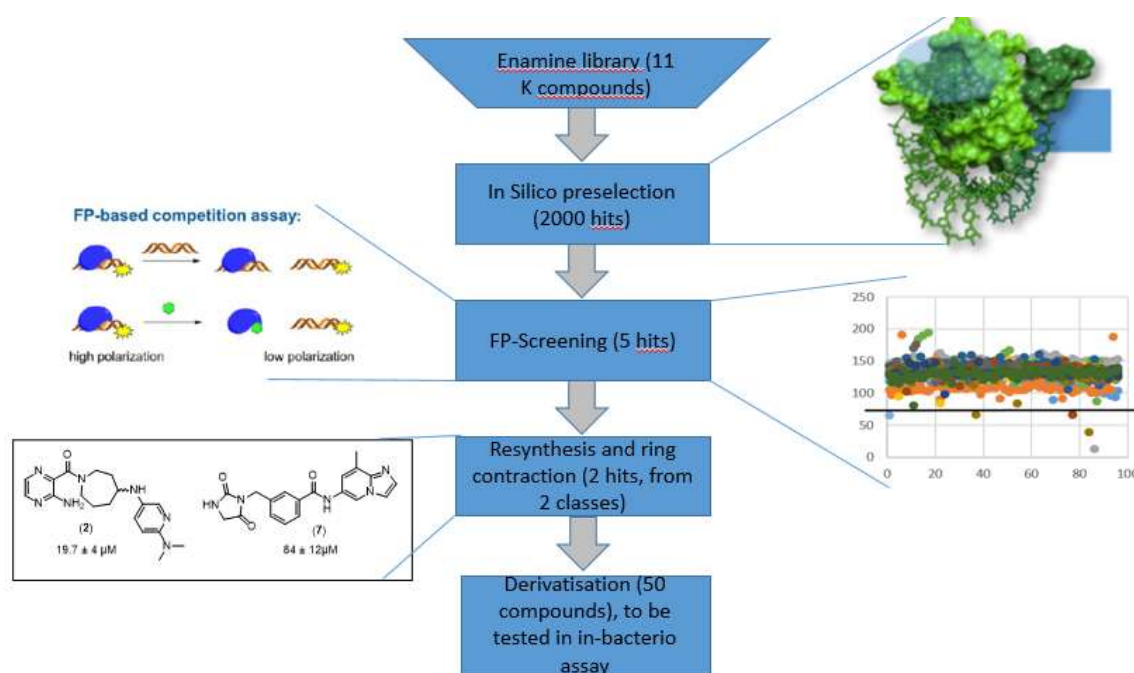 Enamine library (11
K compounds)
In Silico preselection
(2000 hits)
FP-based competition assay:
high polarization
low polarization
FP-Screening (5 hits)
250
200
150
100
50
0
0
20
40
60
80
100
Resynthesis and ring
contraction (2 hits, from
2 classes)
N
O
N
N
NH2
NH
N
N
(2)
19.7 ± 4 µM
O
HN
N
O
O
N
H
N
N
(7)
84 ± 12µM
Derivatisation (50
compounds), to be
tested in in-bacterio
assay